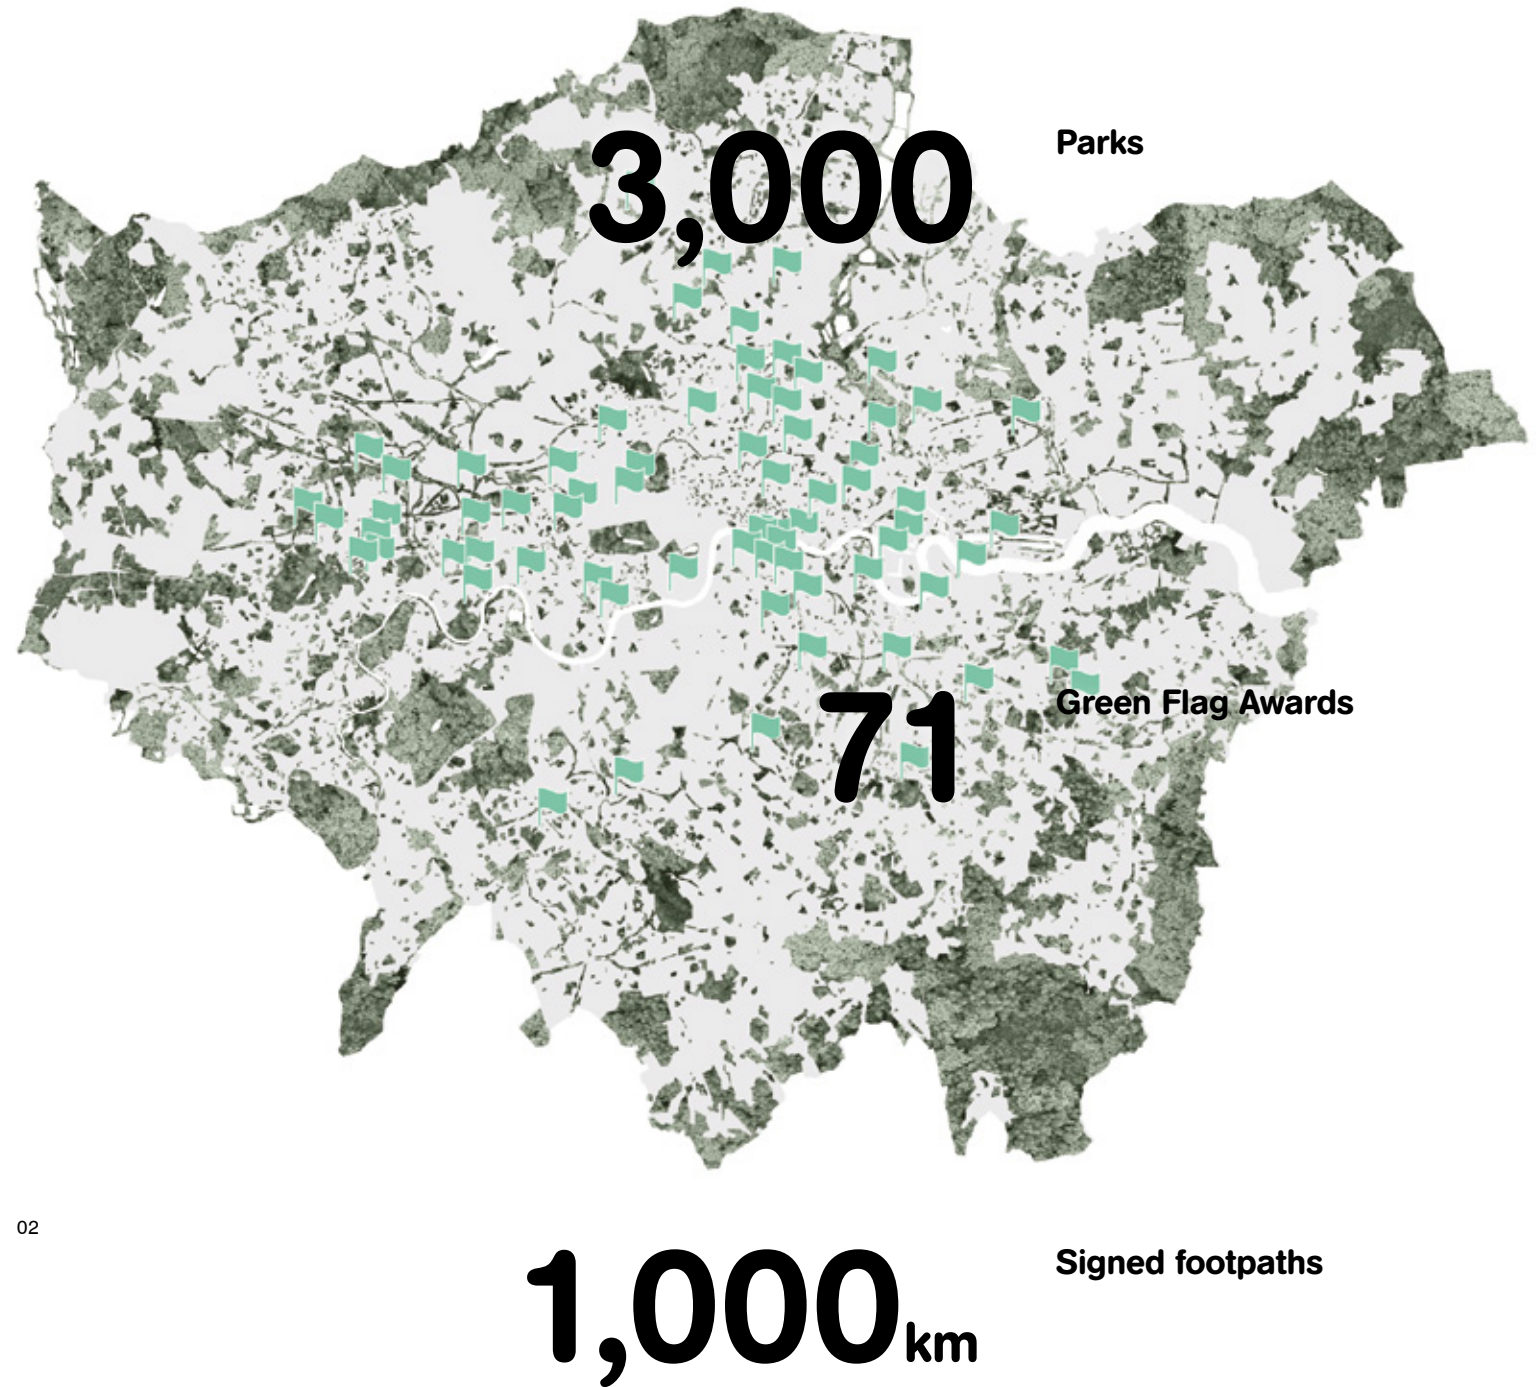 3,000
Parks
71
Green Flag Awards
02
1,000km
Signed footpaths